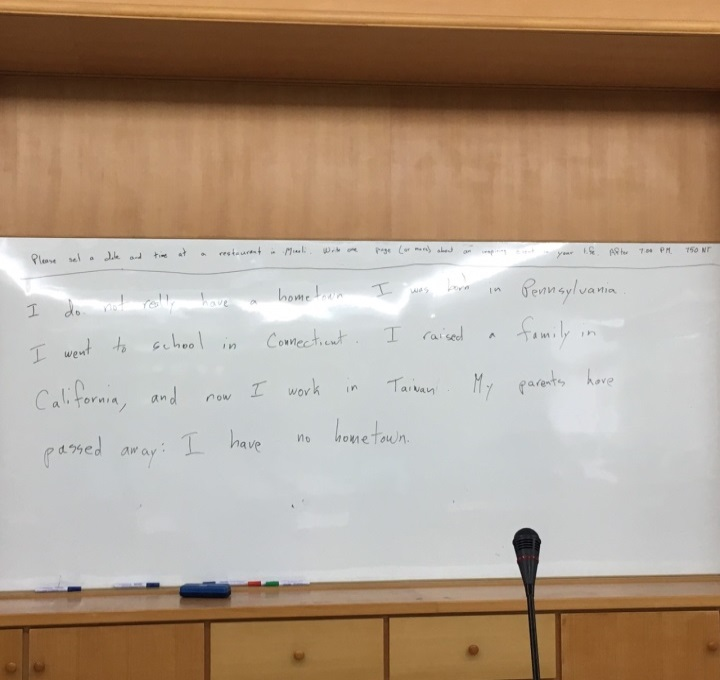 Please set a date and time at a restaurant in Miaoli. Write one page (or more) about an inspiring in your life. After 7:00 PM. 750 NT
I do not really have a hometown. I was born in Pennsylvania.
I went to school in Connecticut. I raised a family in
California, and now I work in Taiwan. My parents have
passed away: I have no hometown.